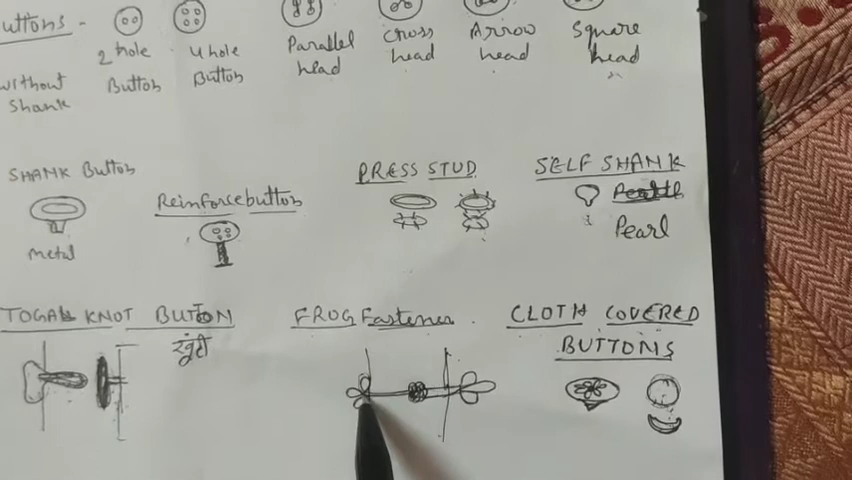 uttons -
2 hole
Button
4 hole
Button
Parallel
head
Cross
head
Arrow
head
Square
head
without
shank
SHANK Button
metal
Reinforcebutton
PRESS STUD
SELF SHANK
Pearl
TOGAL KNOT BUTTON
खूंटी
FROG Fastener
CLOTH COVERED
BUTTONS